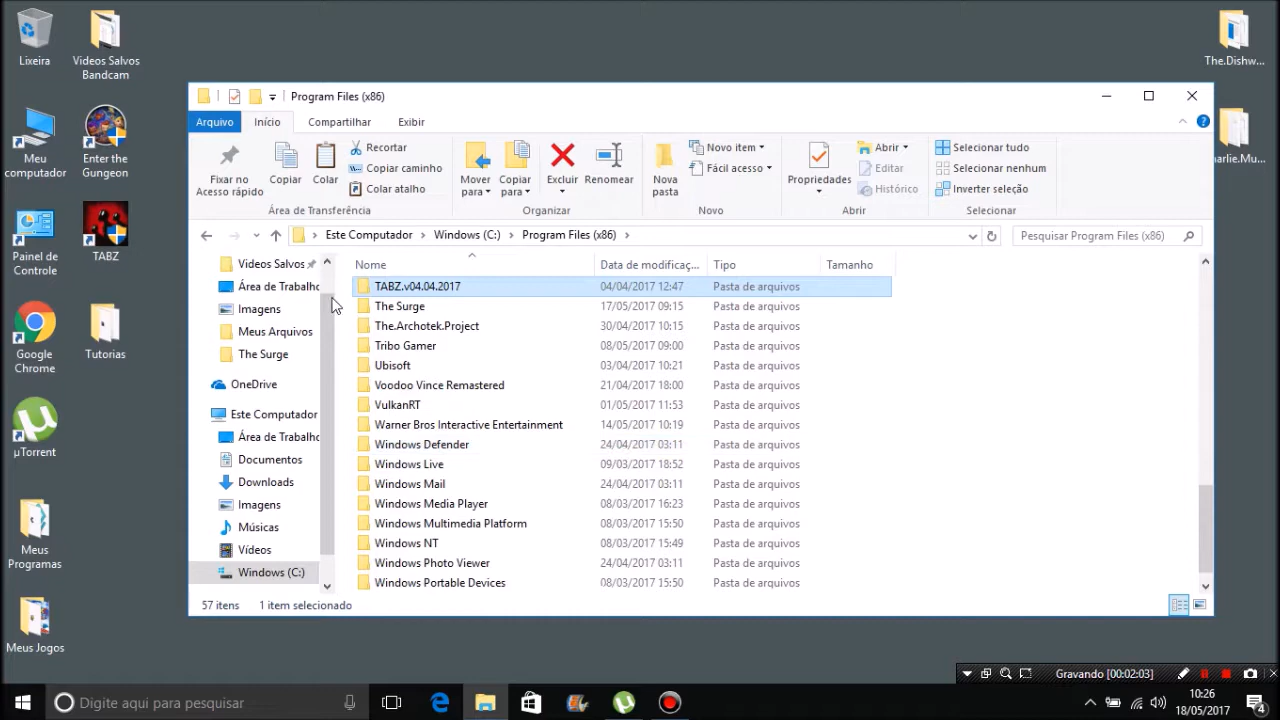 Lixeira
Videos Salvos
Bandcam
Meu
computador
Enter the
Gungeon
Painel de
Controle
TABZ
Google
Chrome
Tutorias
µTorrent
Meus
Programas
Meus Jogos
The.Dishw...
Program Files (x86)
Arquivo Início Compartilhar Exibir
Fixar no
Acesso rápido
Copiar
Colar
Recortar
Copiar caminho
Colar atalho
Área de Transferência
Mover
para
Copiar
para
Excluir
Renomear
Organizar
Nova
pasta
Novo item
Fácil acesso
Novo
Propriedades
Abrir
Editar
Histórico
Abrir
Selecionar tudo
Selecionar nenhum
Inverter seleção
Selecionar
Este Computador > Windows (C:) > Program Files (x86) >
Pesquisar Program Files (x86)
Videos Salvos
Área de Trabalho
Imagens
Meus Arquivos
The Surge
OneDrive
Este Computador
Área de Trabalho
Documentos
Downloads
Imagens
Músicas
Vídeos
Windows (C:)
Nome Data de modificaç... Tipo Tamanho
TABZ.v04.04.2017 04/04/2017 12:47 Pasta de arquivos
The Surge 17/05/2017 09:15 Pasta de arquivos
The.Archotek.Project 30/04/2017 10:15 Pasta de arquivos
Tribo Gamer 08/05/2017 09:00 Pasta de arquivos
Ubisoft 03/04/2017 10:21 Pasta de arquivos
Voodoo Vince Remastered 21/04/2017 18:00 Pasta de arquivos
VulkanRT 01/05/2017 11:53 Pasta de arquivos
Warner Bros Interactive Entertainment 14/05/2017 10:19 Pasta de arquivos
Windows Defender 24/04/2017 03:11 Pasta de arquivos
Windows Live 09/03/2017 18:52 Pasta de arquivos
Windows Mail 24/04/2017 03:11 Pasta de arquivos
Windows Media Player 08/03/2017 16:23 Pasta de arquivos
Windows Multimedia Platform 08/03/2017 15:50 Pasta de arquivos
Windows NT 08/03/2017 15:49 Pasta de arquivos
Windows Photo Viewer 24/04/2017 03:11 Pasta de arquivos
Windows Portable Devices 08/03/2017 15:50 Pasta de arquivos
57 itens 1 item selecionado
Gravando [00:02:03]
Digite aqui para pesquisar
10:26
18/05/2017
4